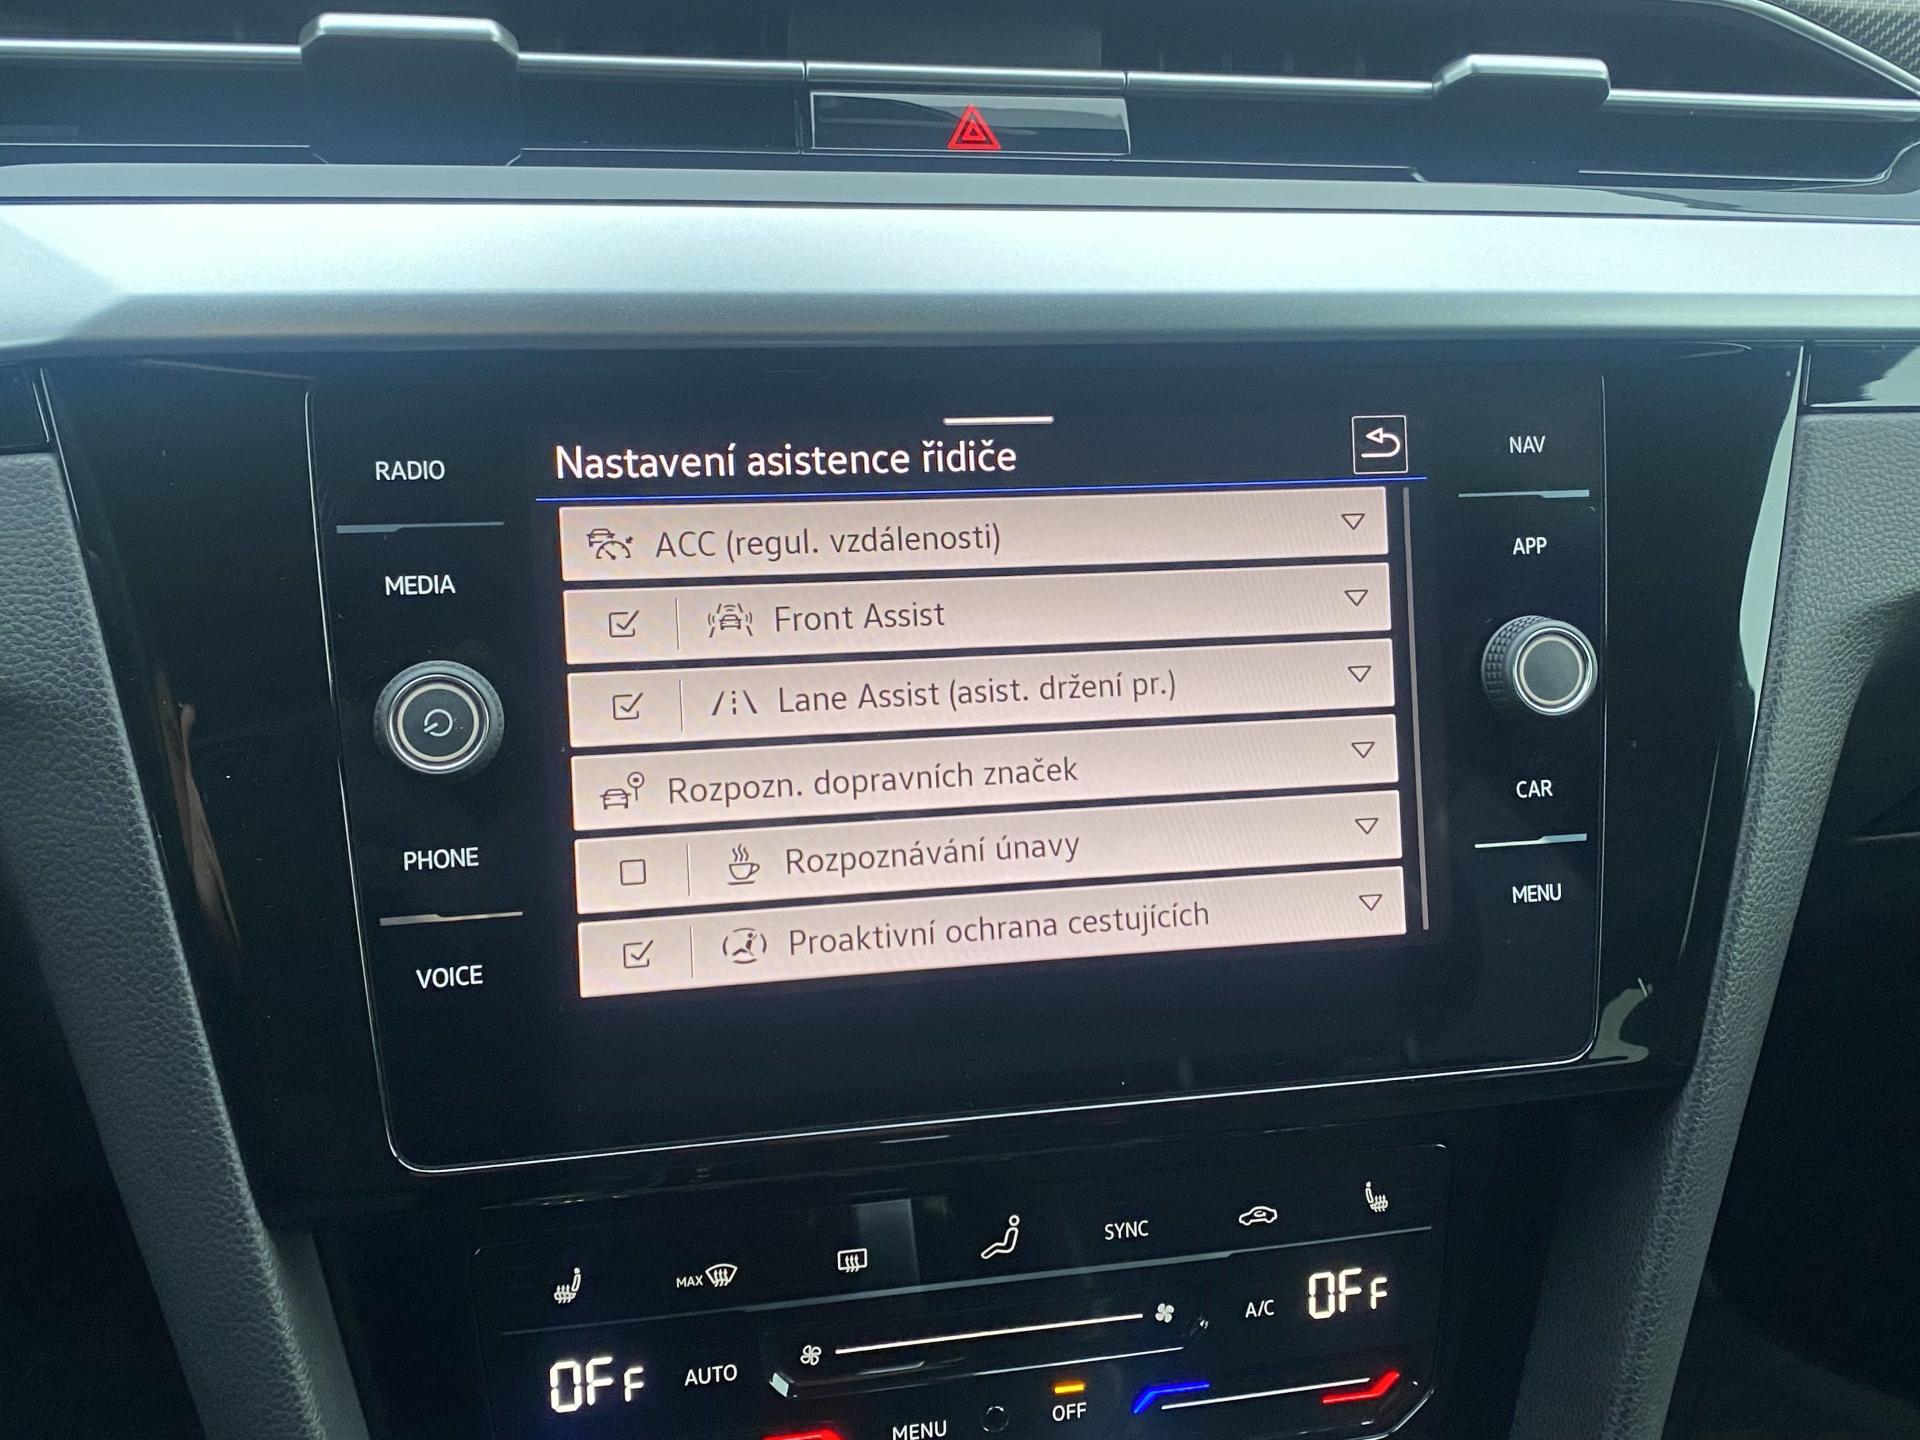 RADIO
MEDIA
PHONE
VOICE
Nastavení asistence řidiče
ACC (regul. vzdálenosti)
Front Assist
Lane Assist (asist. držení pr.)
Rozpozn. dopravních značek
Rozpoznávání únavy
Proaktivní ochrana cestujících
NAV
APP
CAR
MENU
MAX
SYNC
OFF
AUTO
A/C
OFF
MENU
OFF